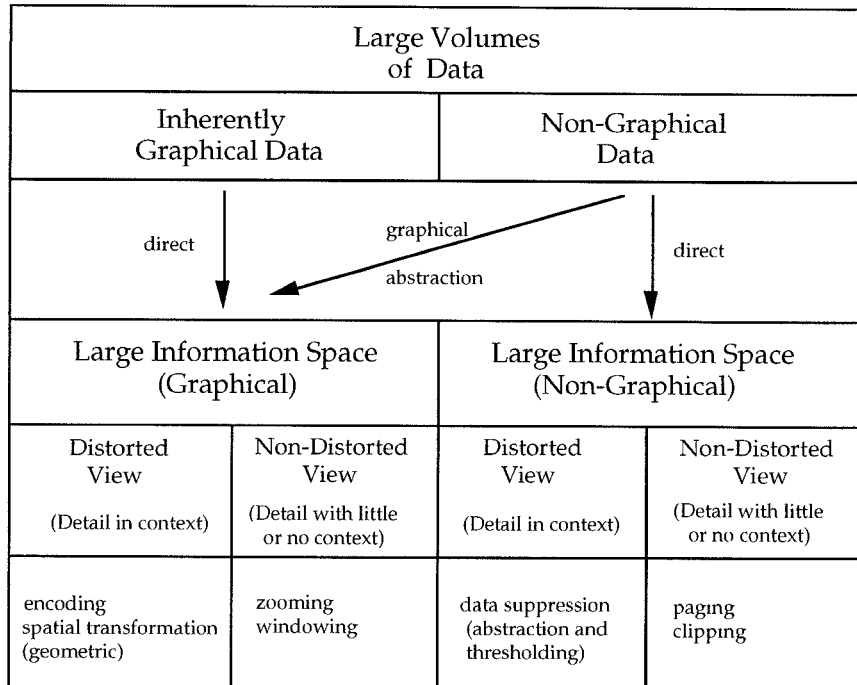 Large Volumes
of Data
Inherently
Graphical Data
Non-Graphical
Data
direct
graphical
abstraction
direct
Large Information Space
(Graphical)
Large Information Space
(Non-Graphical)
Distorted
View
(Detail in context)
Non-Distorted
View
(Detail with little
or no context)
Distorted
View
(Detail in context)
Non-Distorted
View
(Detail with little
or no context)
encoding
spatial transformation
(geometric)
zooming
windowing
data suppression
(abstraction and
thresholding)
paging
clipping